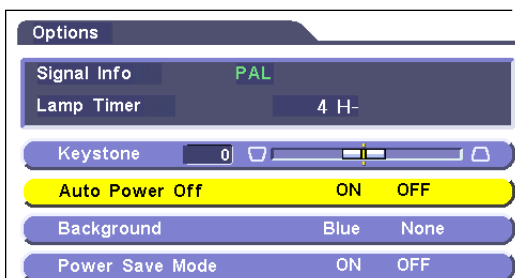 Options
Signal Info PAL
Lamp Timer 4 H-
Keystone 0
Auto Power Off ON OFF
Background Blue None
Power Save Mode ON OFF